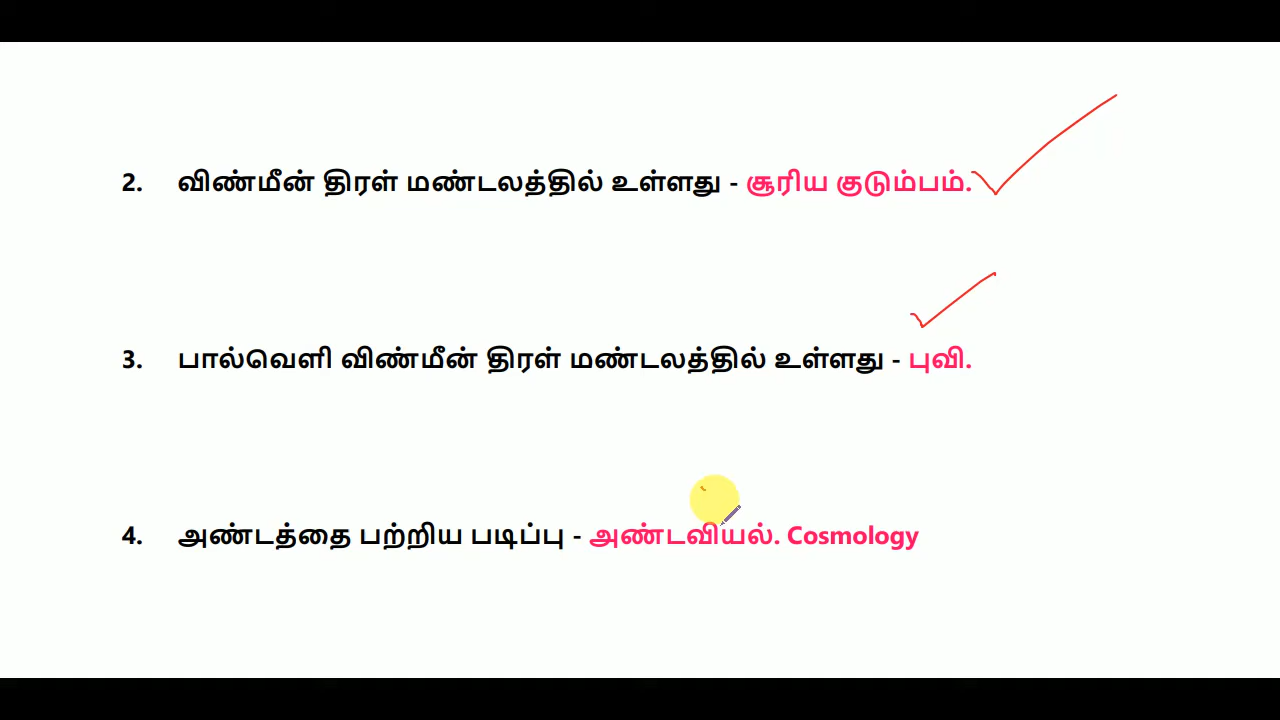 2. விண்மீன் திரள் மண்டலத்தில் உள்ளது - சூரிய குடும்பம்.
3. பால்வெளி விண்மீன் திரள் மண்டலத்தில் உள்ளது - புவி.
4. அண்டத்தை பற்றிய படிப்பு - அண்டவியல். Cosmology